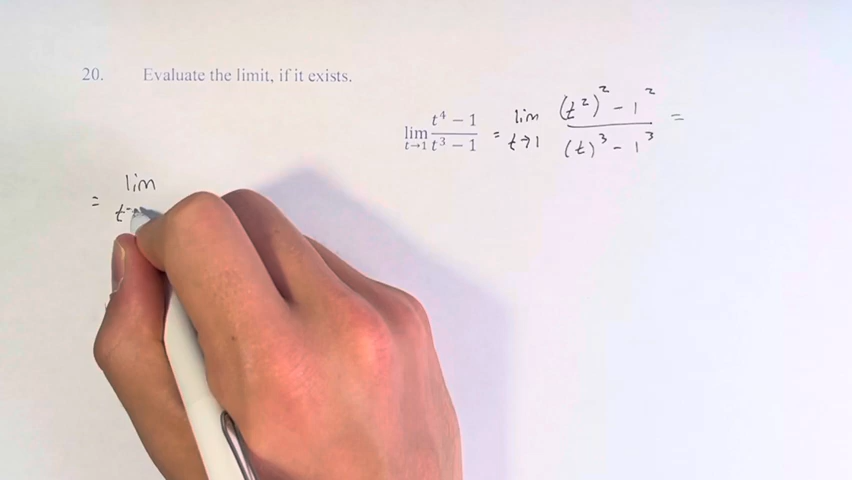 20. Evaluate the limit, if it exists.
lim t→1 (t⁴ − 1)/(t³ − 1) = lim t→1 ((t²)² − 1²)/((t)³ − 1³) =
= lim t→